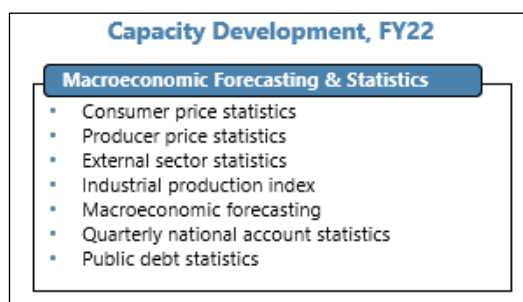 Capacity Development, FY22
Macroeconomic Forecasting & Statistics
• Consumer price statistics
• Producer price statistics
• External sector statistics
• Industrial production index
• Macroeconomic forecasting
• Quarterly national account statistics
• Public debt statistics